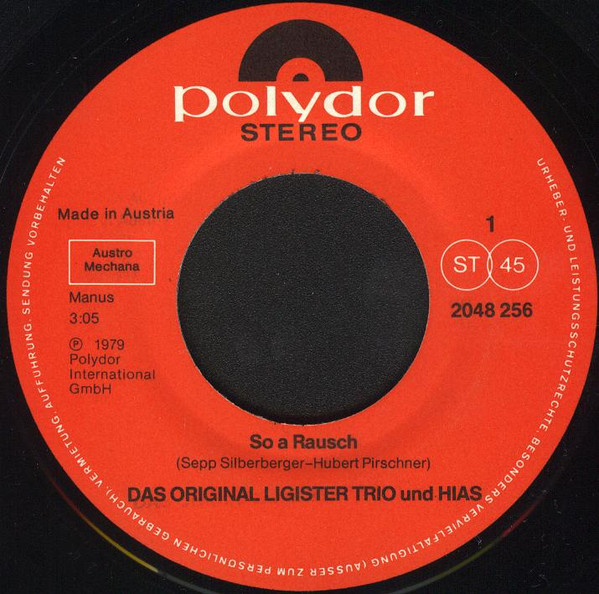 polydor
STEREO
Made in Austria
Austro
Mechana
Manus
3:05
Ⓟ 1979
Polydor
International
GmbH
1
ST 45
2048 256
So a Rausch
(Sepp Silberberger–Hubert Pirschner)
DAS ORIGINAL LIGISTER TRIO und HIAS
URHEBER- UND LEISTUNGSSCHUTZRECHTE, BESONDERS VERVIELFÄLTIGUNG (AUSSER ZUM PERSÖNLICHEN GEBRAUCH), VERMIETUNG, AUFFÜHRUNG, SENDUNG VORBEHALTEN